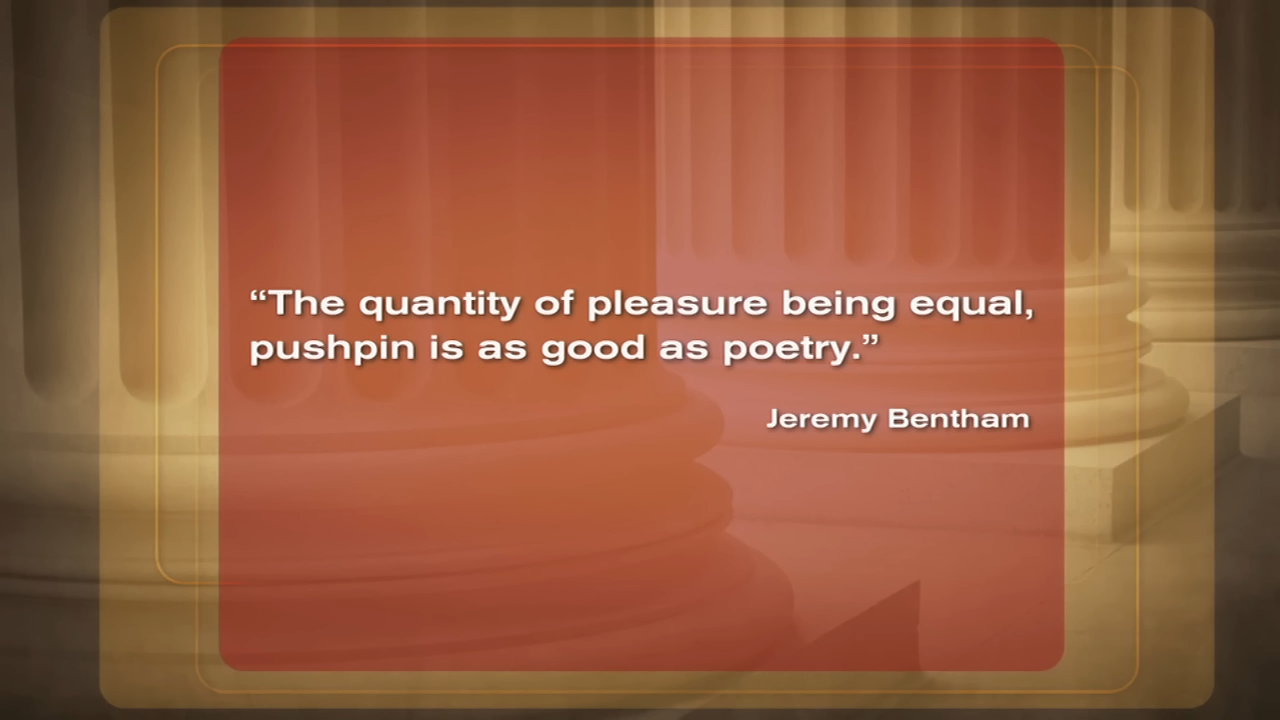 “The quantity of pleasure being equal,
pushpin is as good as poetry.”
Jeremy Bentham